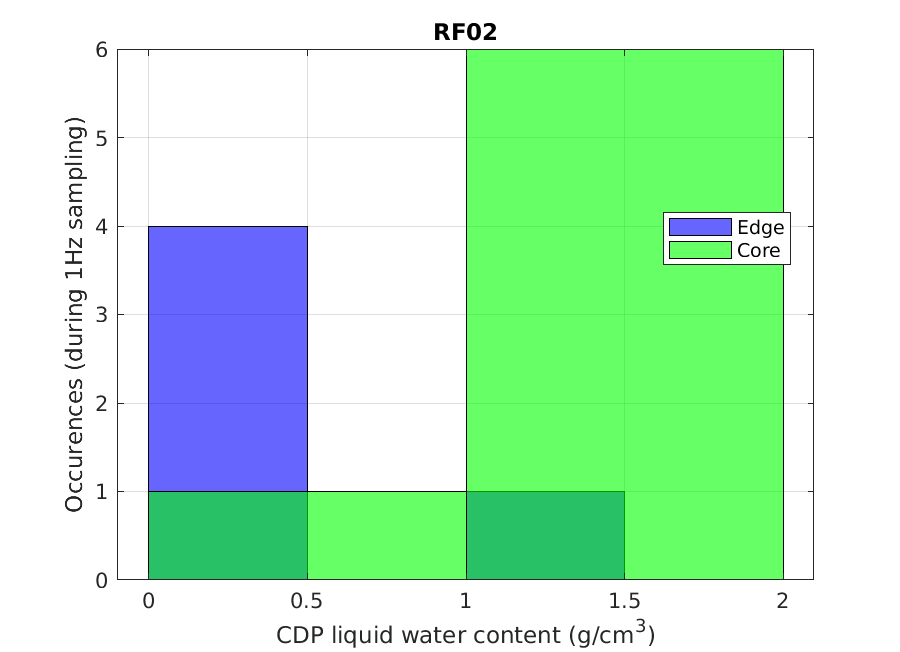 RF02
6
5
4
3
2
1
0
Occurences (during 1Hz sampling)
Edge
Core
0 0.5 1 1.5 2
CDP liquid water content (g/cm³)